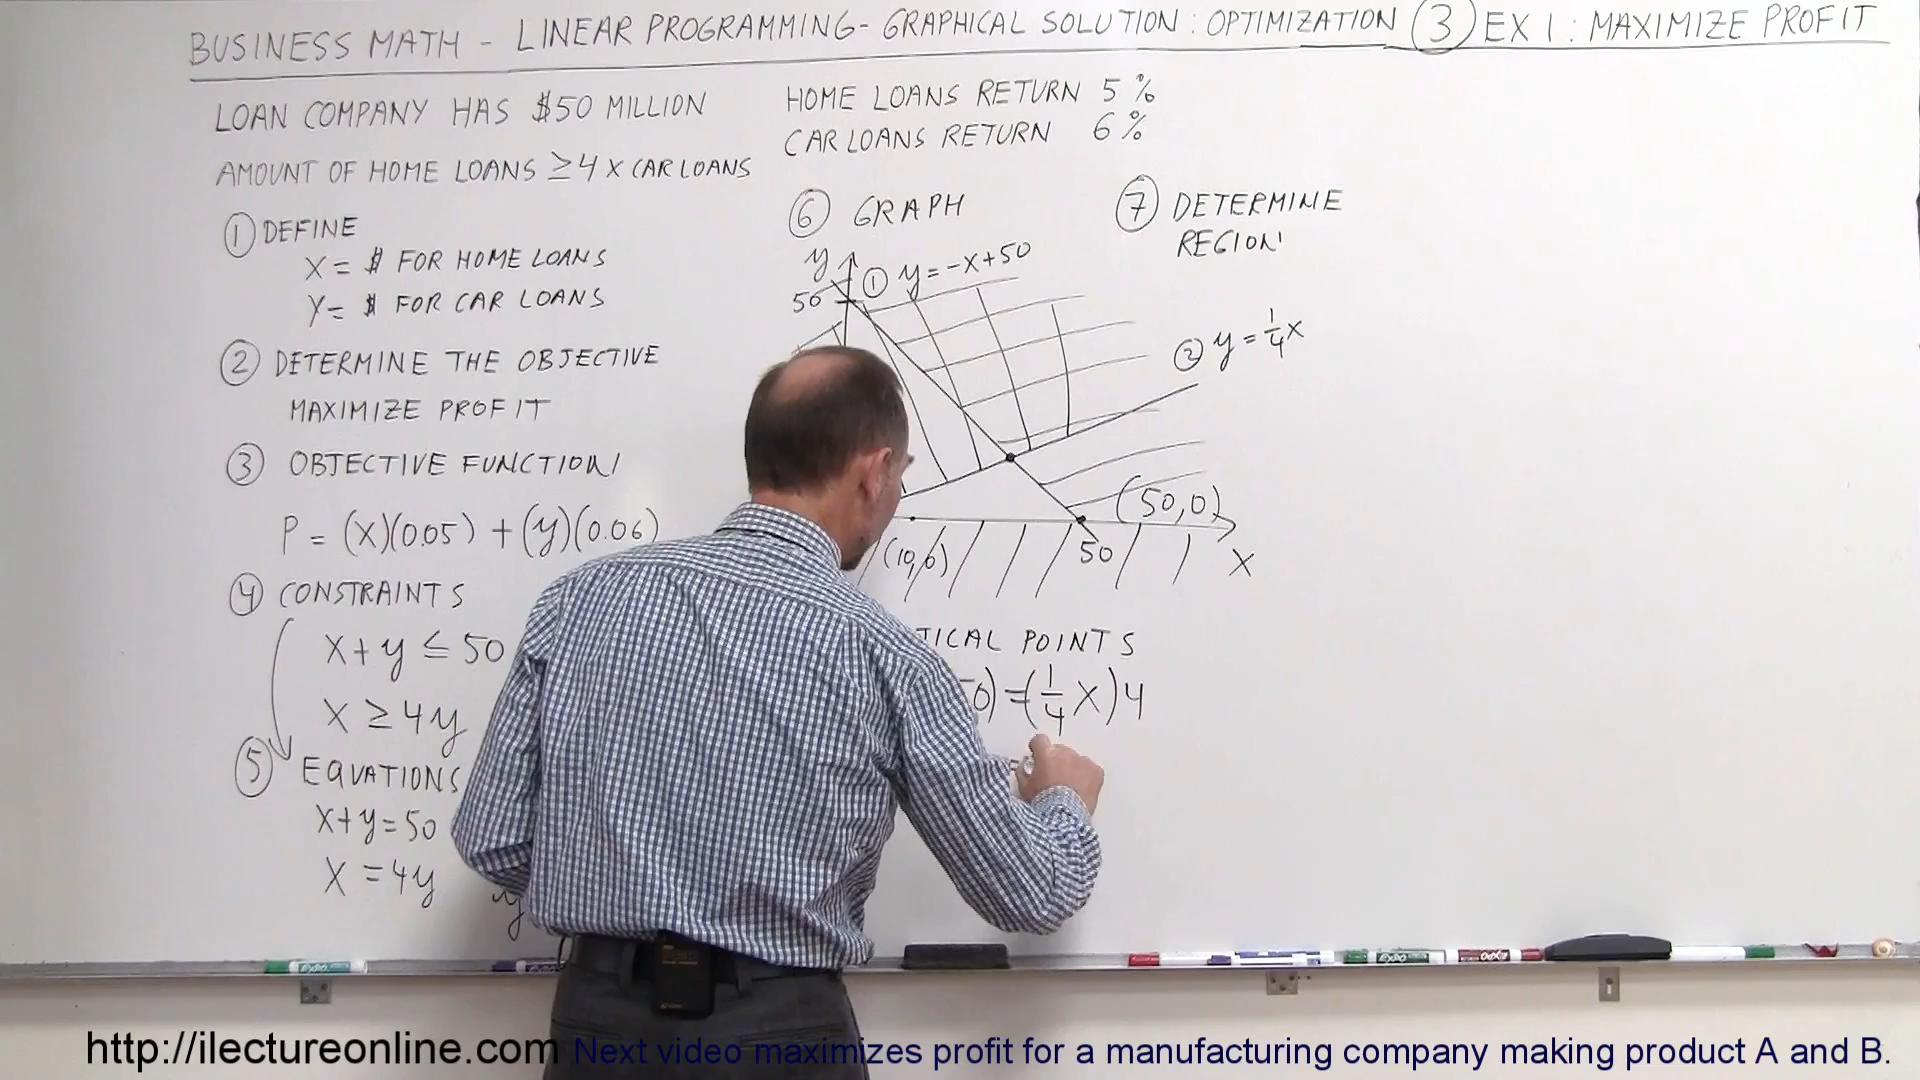 BUSINESS MATH - LINEAR PROGRAMMING - GRAPHICAL SOLUTION : OPTIMIZATION ③ EX 1 : MAXIMIZE PROFIT
LOAN COMPANY HAS $50 MILLION
AMOUNT OF HOME LOANS ≥ 4 X CAR LOANS
① DEFINE
X = $ FOR HOME LOANS
Y = $ FOR CAR LOANS
② DETERMINE THE OBJECTIVE
MAXIMIZE PROFIT
③ OBJECTIVE FUNCTION
P = (X)(0.05) + (y)(0.06)
④ CONSTRAINTS
X + y ≤ 50
X ≥ 4y
⑤ EQUATIONS
X + y = 50
X = 4y
y
HOME LOANS RETURN 5 %
CAR LOANS RETURN 6 %
⑥ GRAPH
y
① y = -X + 50
50
② y = 1/4 X
(50,0)
50
X
⑦ DETERMINE
REGION
POINTS
= (1/4 X) 4
http://ilectureonline.com Next video maximizes profit for a manufacturing company making product A and B.